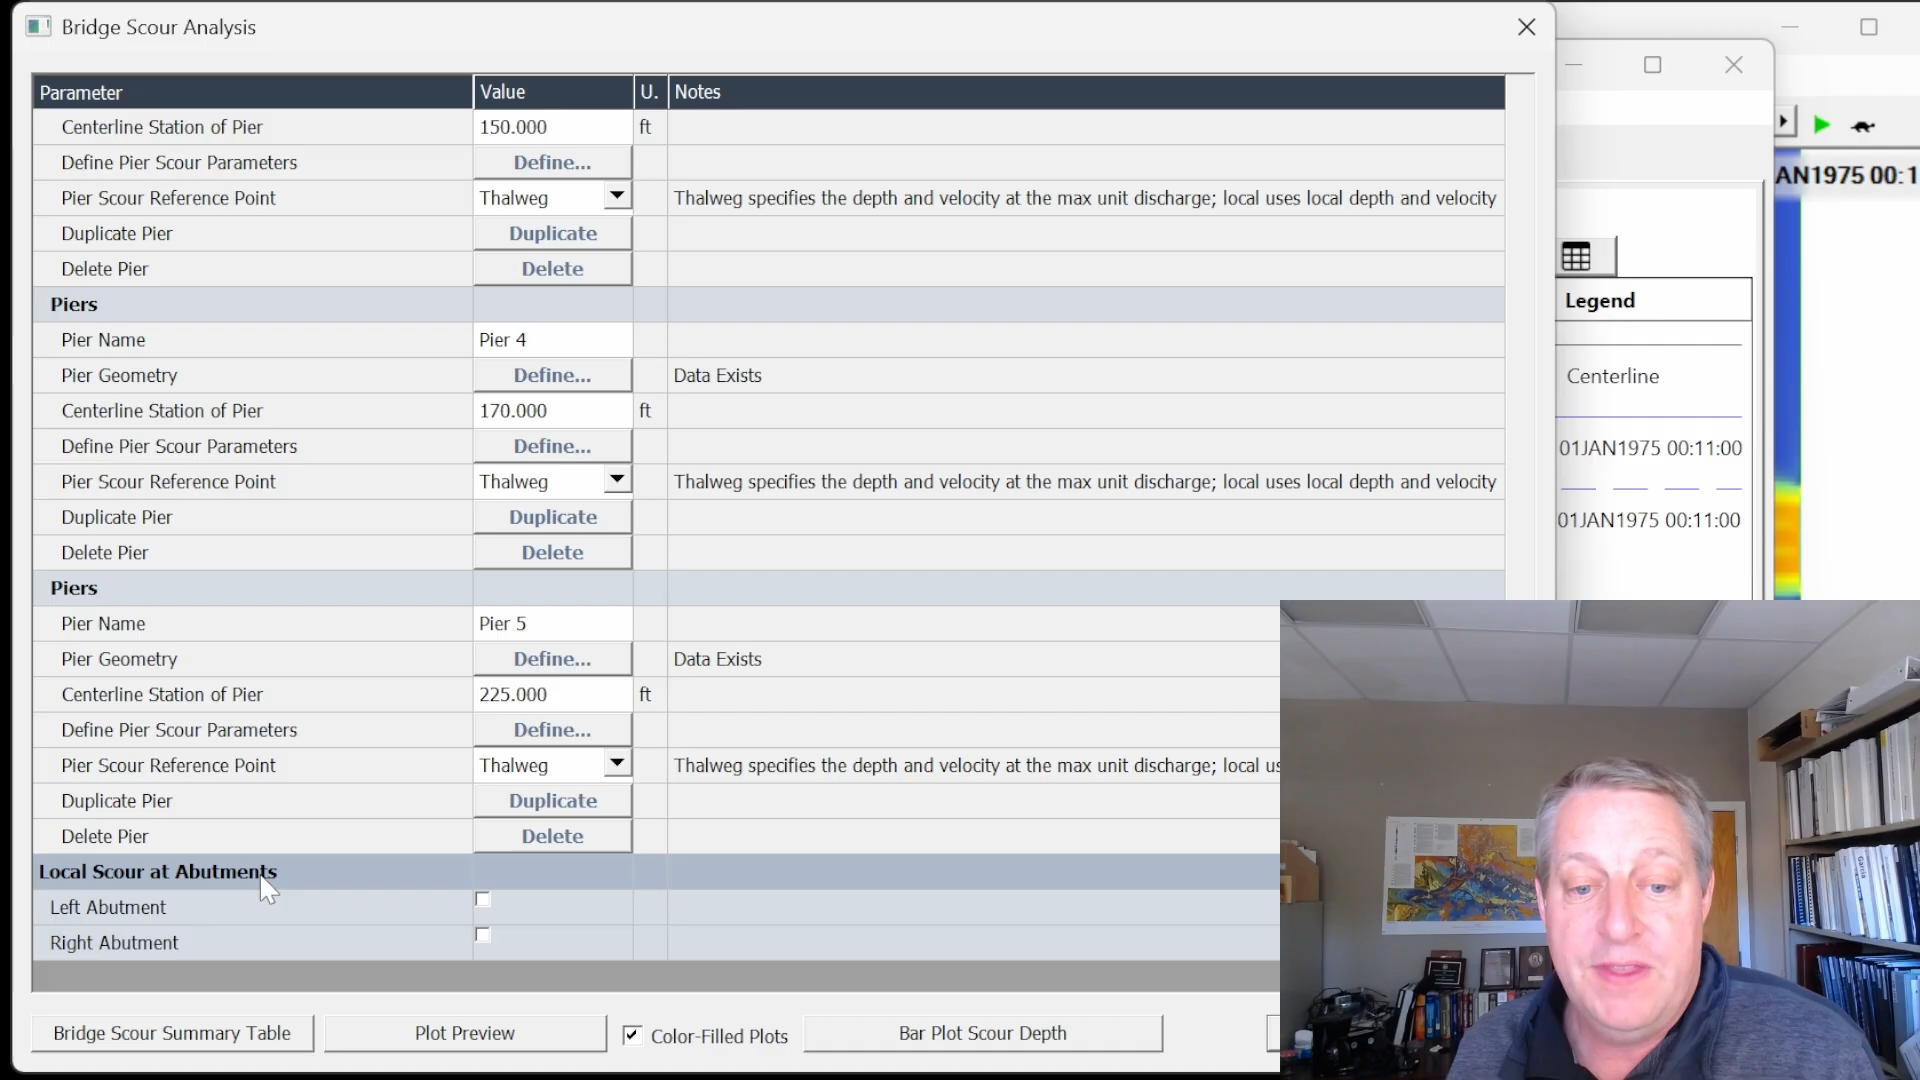 Bridge Scour Analysis
Parameter Value U. Notes
Centerline Station of Pier 150.000 ft
Define Pier Scour Parameters Define...
Pier Scour Reference Point Thalweg Thalweg specifies the depth and velocity at the max unit discharge; local uses local depth and velocity
Duplicate Pier Duplicate
Delete Pier Delete
Piers
Pier Name Pier 4
Pier Geometry Define... Data Exists
Centerline Station of Pier 170.000 ft
Define Pier Scour Parameters Define...
Pier Scour Reference Point Thalweg Thalweg specifies the depth and velocity at the max unit discharge; local uses local depth and velocity
Duplicate Pier Duplicate
Delete Pier Delete
Piers
Pier Name Pier 5
Pier Geometry Define... Data Exists
Centerline Station of Pier 225.000 ft
Define Pier Scour Parameters Define...
Pier Scour Reference Point Thalweg Thalweg specifies the depth and velocity at the max unit discharge; local us
Duplicate Pier Duplicate
Delete Pier Delete
Local Scour at Abutments
Left Abutment
Right Abutment
Bridge Scour Summary Table Plot Preview Color-Filled Plots Bar Plot Scour Depth
AN1975 00:1
Legend
Centerline
01JAN1975 00:11:00
01JAN1975 00:11:00